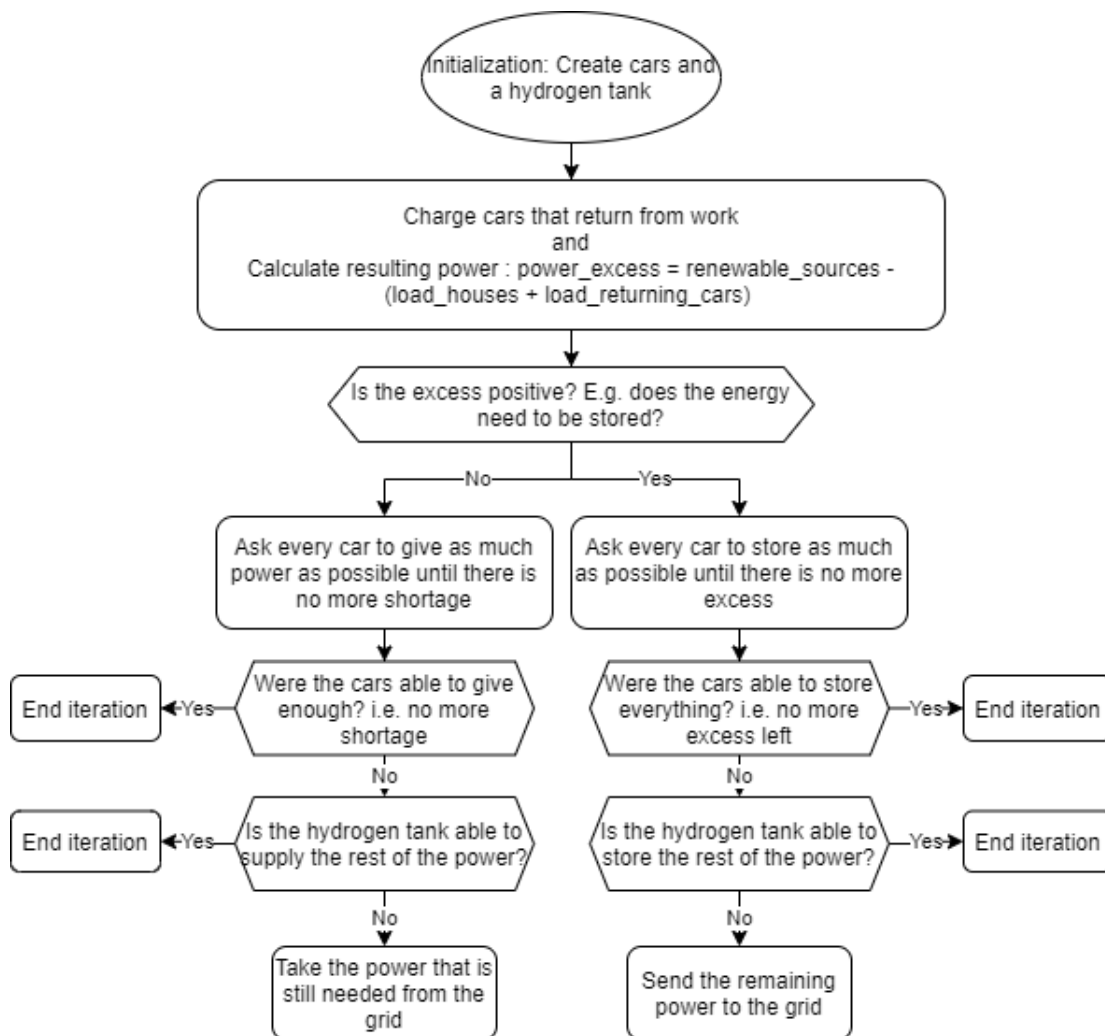 Initialization: Create cars and
a hydrogen tank
Charge cars that return from work
and
Calculate resulting power : power_excess = renewable_sources -
(load_houses + load_returning_cars)
Is the excess positive? E.g. does the energy
need to be stored?
No
Yes
Ask every car to give as much
power as possible until there is
no more shortage
Ask every car to store as much
as possible until there is no more
excess
End iteration
Yes
Were the cars able to give
enough? i.e. no more
shortage
Were the cars able to store
everything? i.e. no more
excess left
Yes
End iteration
No
No
End iteration
Yes
Is the hydrogen tank able to
supply the rest of the power?
Is the hydrogen tank able to
store the rest of the power?
Yes
End iteration
No
No
Take the power that is
still needed from the
grid
Send the remaining
power to the grid